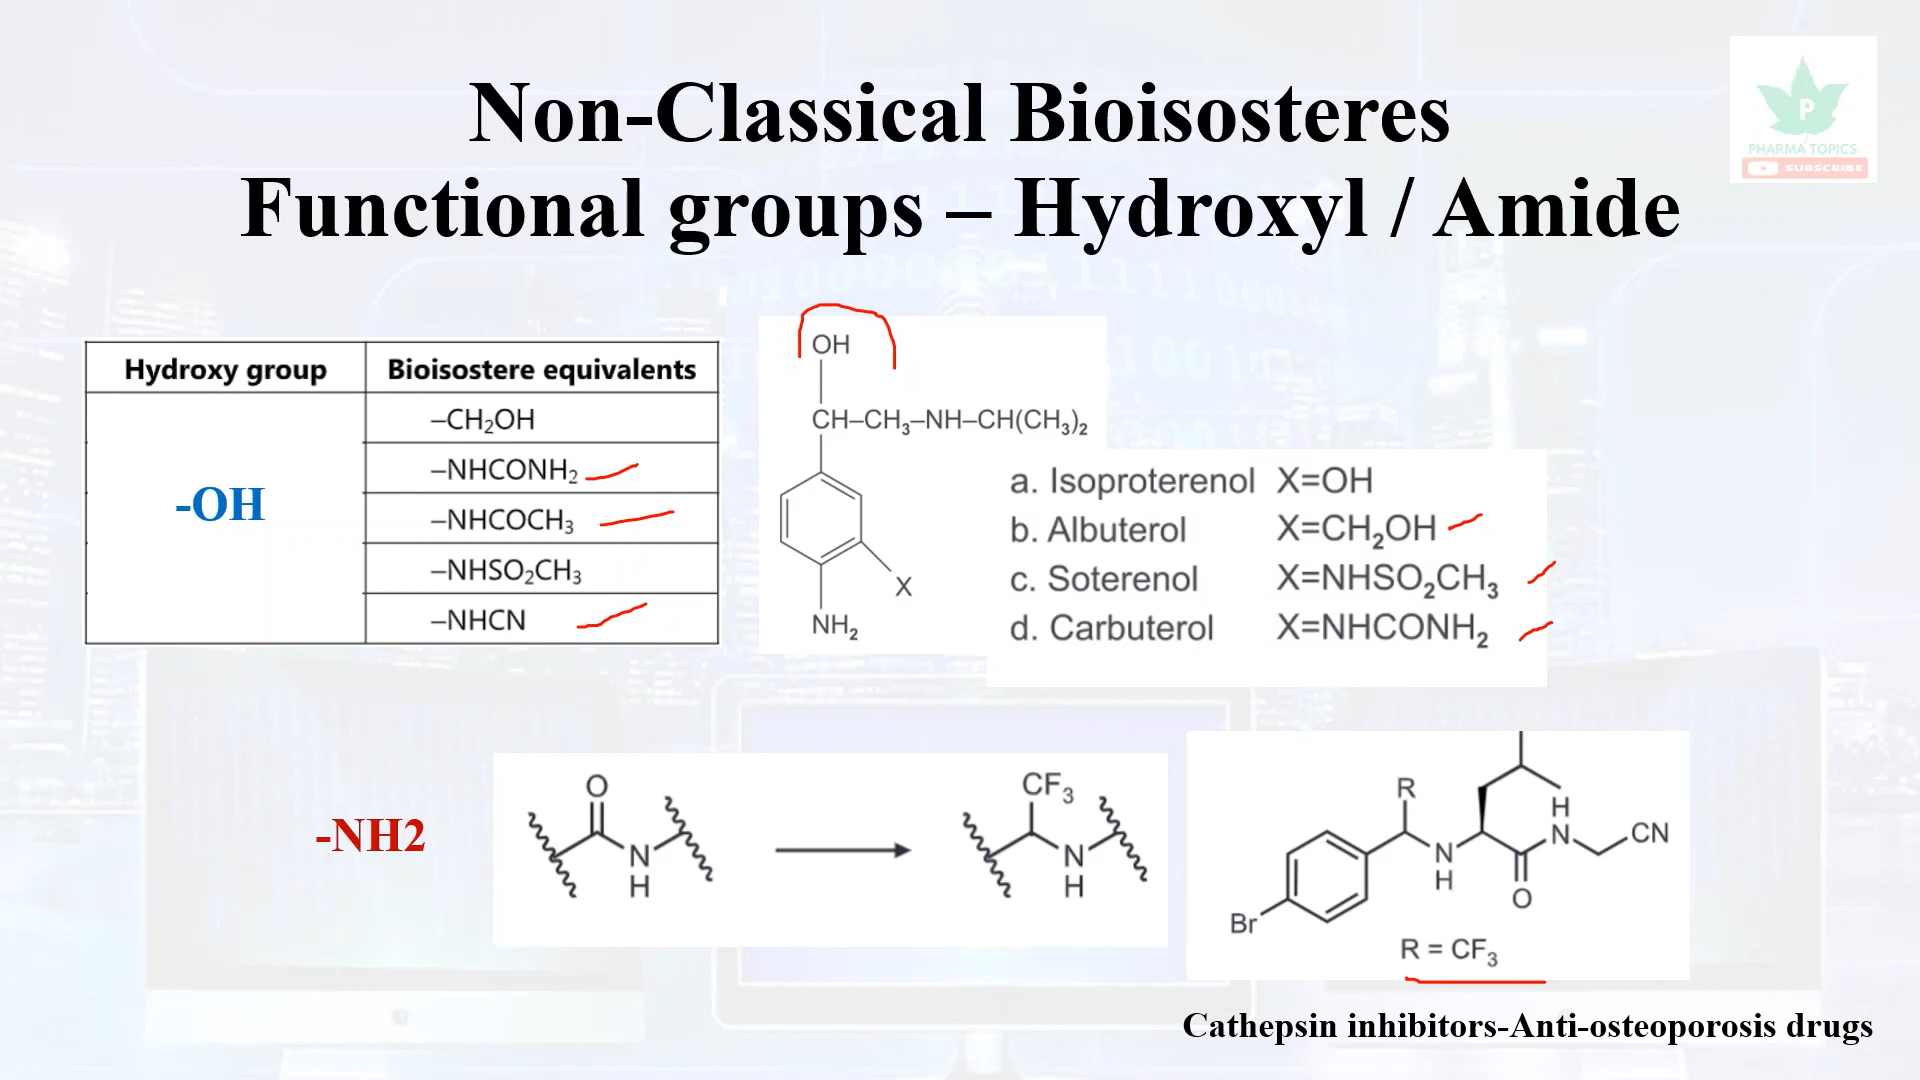 Non-Classical Bioisosteres
Functional groups – Hydroxyl / Amide
P
PHARMA TOPICS
SUBSCRIBE
Hydroxy group
Bioisostere equivalents
-OH
–CH₂OH
–NHCONH₂
–NHCOCH₃
–NHSO₂CH₃
–NHCN
OH
CH–CH₃–NH–CH(CH₃)₂
X
NH₂
a. Isoproterenol X=OH
b. Albuterol X=CH₂OH
c. Soterenol X=NHSO₂CH₃
d. Carbuterol X=NHCONH₂
-NH2
O
N
H
CF₃
N
H
R
H
N
CN
N
H
O
Br
R = CF₃
Cathepsin inhibitors-Anti-osteoporosis drugs